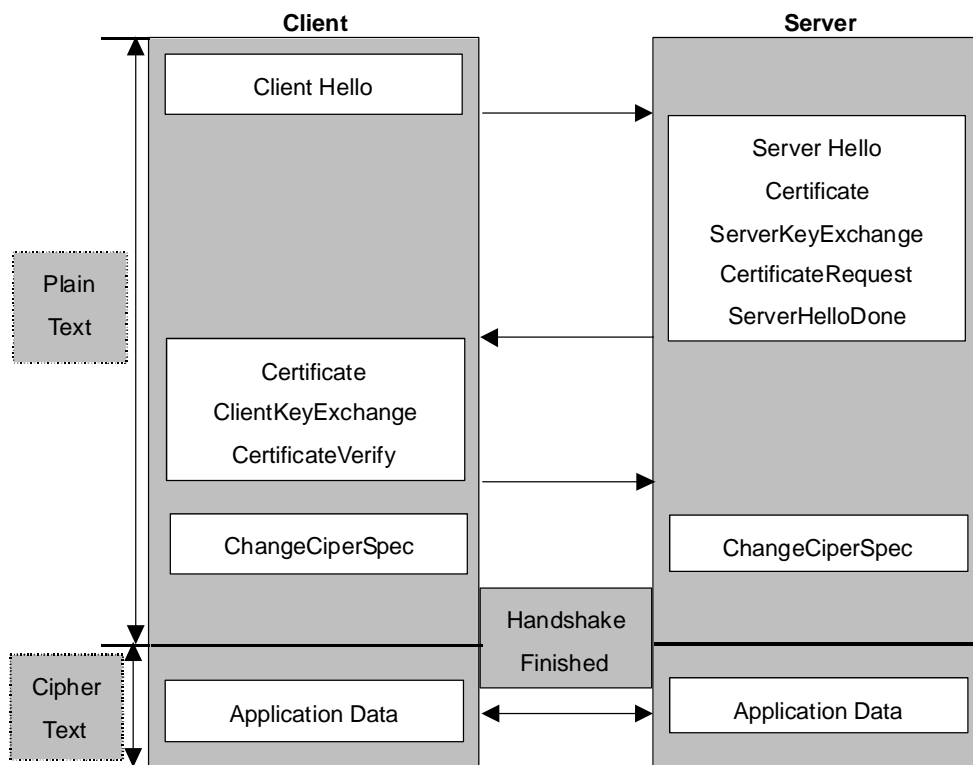 Client
Server
Client Hello
Server Hello
Certificate
ServerKeyExchange
CertificateRequest
ServerHelloDone
Plain
Text
Certificate
ClientKeyExchange
CertificateVerify
ChangeCiperSpec
ChangeCiperSpec
Handshake
Finished
Cipher
Text
Application Data
Application Data